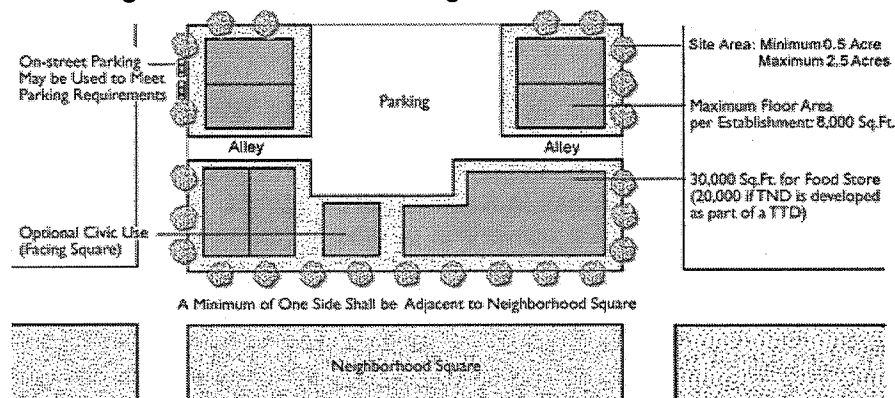 On-street Parking
May be Used to Meet
Parking Requirements
Parking
Site Area: Minimum 0.5 Acre
Maximum 2.5 Acres
Maximum Floor Area
per Establishment: 8,000 Sq.Ft.
Alley
Alley
30,000 Sq.Ft. for Food Store
(20,000 if TND is developed
as part of a TTD)
Optional Civic Use
(Facing Square)
A Minimum of One Side Shall be Adjacent to Neighborhood Square
Neighborhood Square